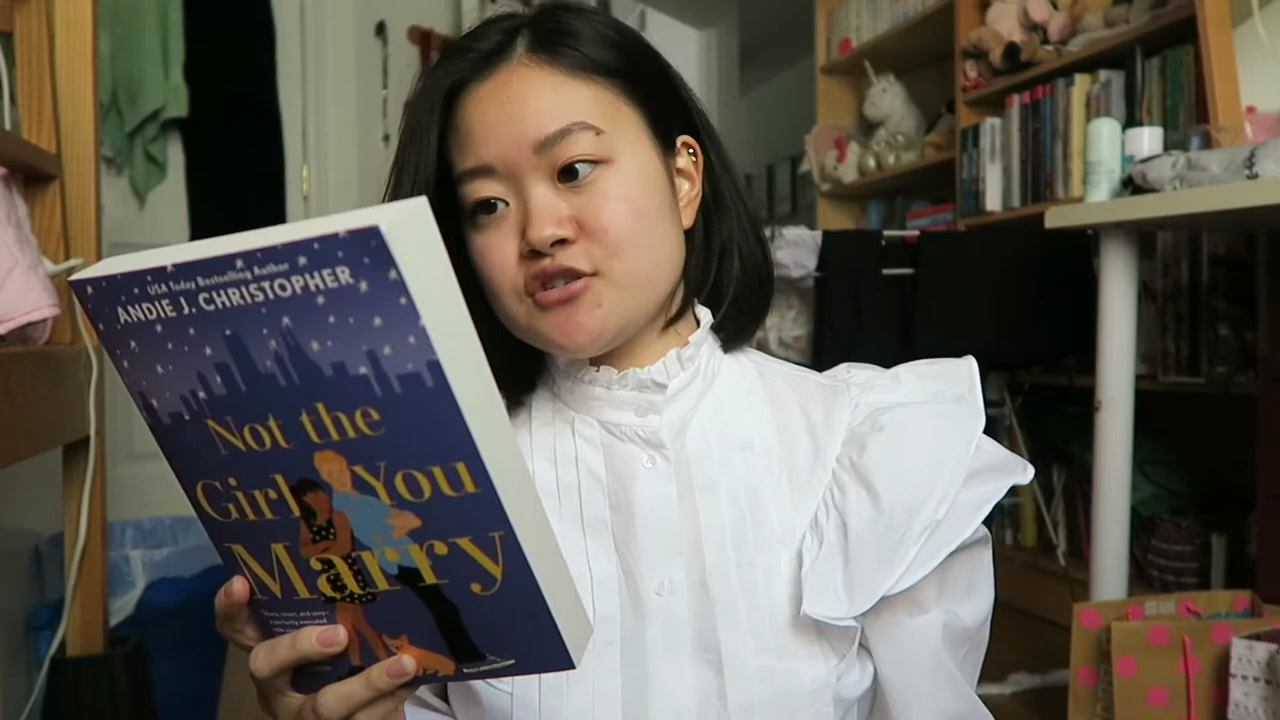 USA Today Bestselling Author
ANDIE J. CHRISTOPHER
Not the
Girl You
Marry